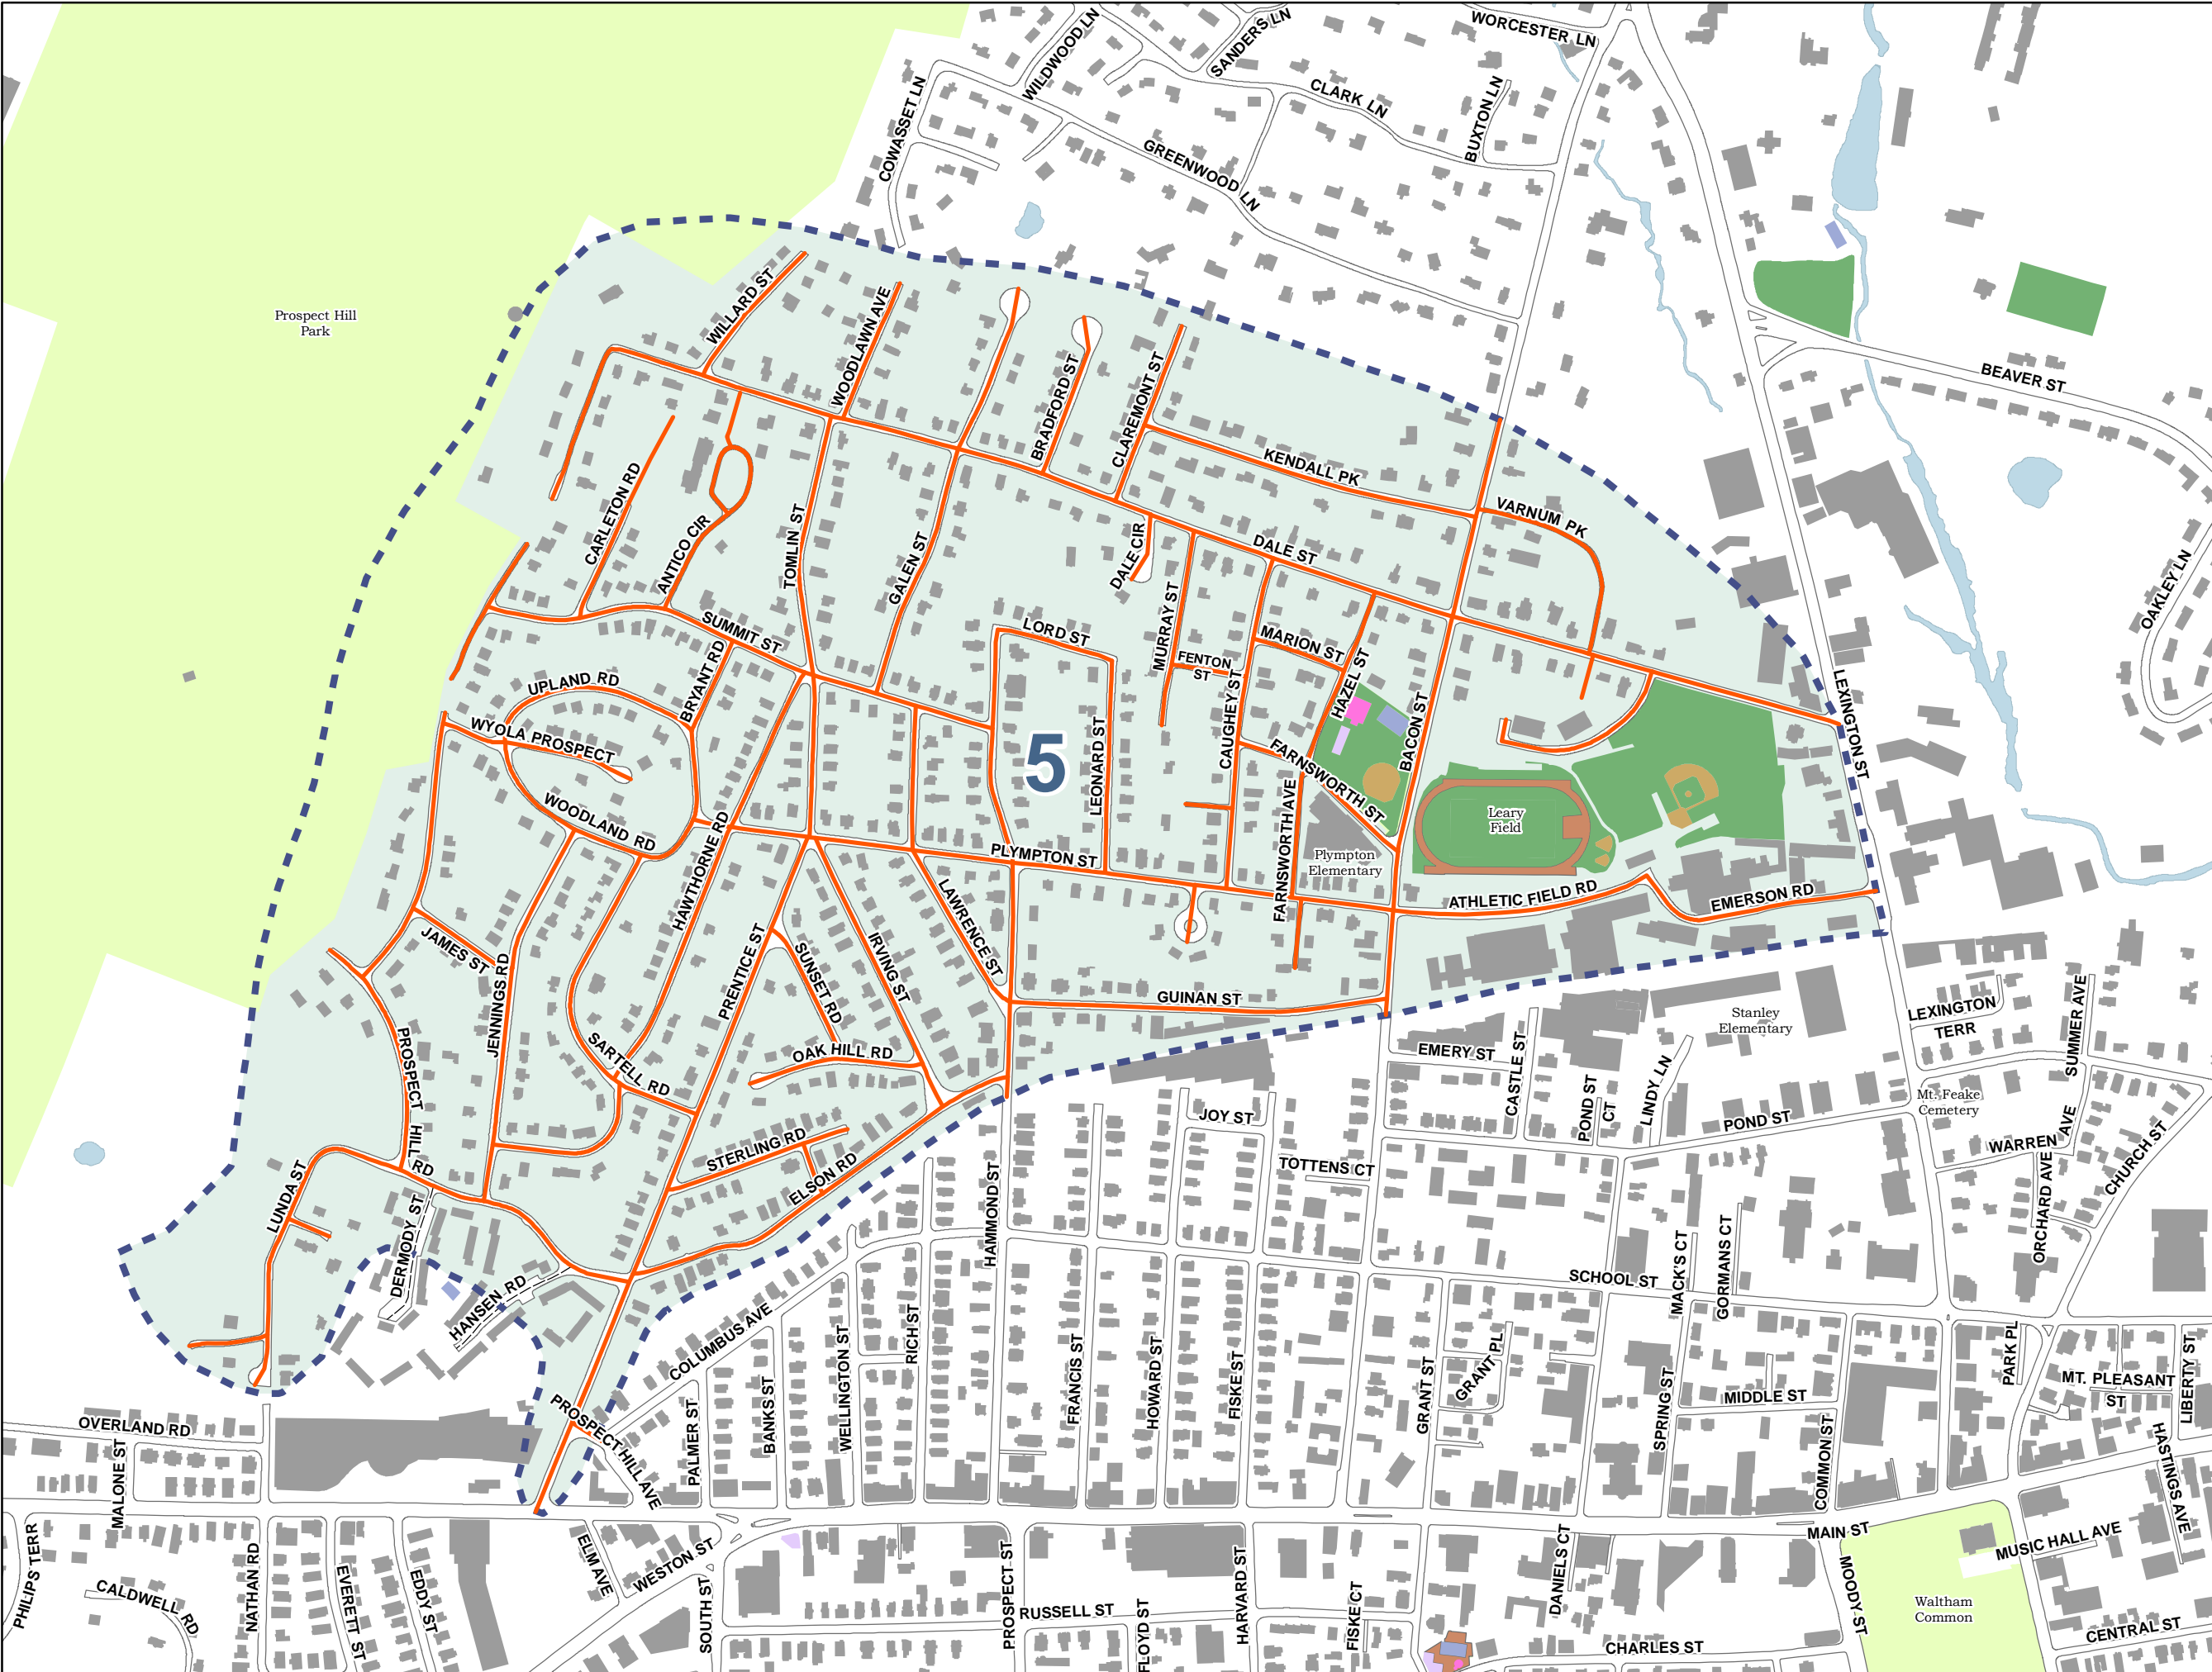 WILDWOOD LN
SANDERS LN
WORCESTER LN
COWASSET LN
CLARK LN
BUXTON LN
GREENWOOD LN
Prospect Hill
Park
WILLARD ST
WOODLAWN AVE
BRADFORD ST
CLAREMONT ST
BEAVER ST
KENDALL PK
VARNUM PK
CARLETON RD
ANTICO CIR
TOMLIN ST
GALEN ST
DALE CIR
DALE ST
OAKLEY LN
SUMMIT ST
LORD ST
MURRAY ST
MARION ST
FENTON
ST
HAZEL ST
UPLAND RD
BRYANT RD
WYOLA PROSPECT
5
LEONARD ST
CAUGHEY ST
FARNSWORTH ST
BACON ST
LEXINGTON ST
WOODLAND RD
HAWTHORNE RD
PLYMPTON ST
FARNSWORTH AVE
Plympton
Elementary
Leary
Field
ATHLETIC FIELD RD
EMERSON RD
JAMES ST
JENNINGS RD
PRENTICE ST
SUNSET RD
IRVING ST
LAWRENCE ST
GUINAN ST
Stanley
Elementary
LEXINGTON
TERR
SUMMER AVE
PROSPECT HILL RD
SARTELL RD
OAK HILL RD
EMERY ST
CASTLE ST
POND ST
CT
LINDY LN
POND ST
Mt. Feake
Cemetery
WARREN AVE
CHURCH ST
ORCHARD AVE
JOY ST
TOTTENS CT
STERLING RD
ELSON RD
LUNDA ST
DERMODY ST
HANSEN RD
HAMMOND ST
SCHOOL ST
MACK'S CT
GORMANS CT
COLUMBUS AVE
PROSPECT HILL AVE
PALMER ST
BANKS ST
WELLINGTON ST
RICH ST
FRANCIS ST
HOWARD ST
FISKE ST
GRANT ST
GRANT PL
SPRING ST
MIDDLE ST
COMMON ST
PARK PL
MT. PLEASANT
ST
LIBERTY ST
HASTINGS AVE
OVERLAND RD
MALONE ST
MAIN ST
MUSIC HALL AVE
PHILIPS TERR
CALDWELL RD
NATHAN RD
EVERETT ST
EDDY ST
ELM AVE
WESTON ST
SOUTH ST
PROSPECT ST
RUSSELL ST
FLOYD ST
HARVARD ST
FISKE CT
DANIELS CT
CHARLES ST
MOODY ST
Waltham
Common
CENTRAL ST